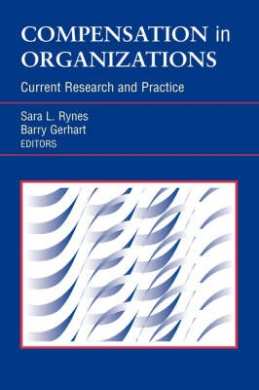 COMPENSATION in
ORGANIZATIONS
Current Research and Practice
Sara L. Rynes
Barry Gerhart
EDITORS